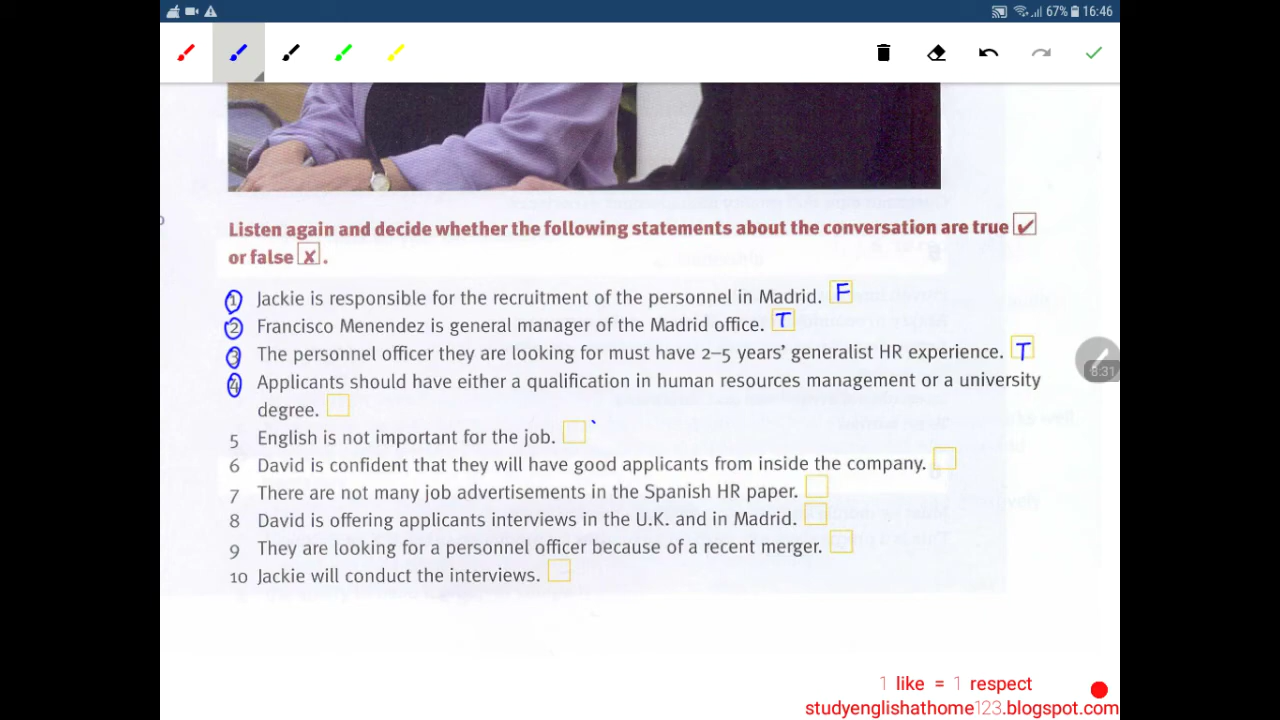 67% 16:46
Listen again and decide whether the following statements about the conversation are true ✓
or false x.
1 Jackie is responsible for the recruitment of the personnel in Madrid. F
2 Francisco Menendez is general manager of the Madrid office. T
3 The personnel officer they are looking for must have 2–5 years’ generalist HR experience. T
4 Applicants should have either a qualification in human resources management or a university
degree.
5 English is not important for the job.
6 David is confident that they will have good applicants from inside the company.
7 There are not many job advertisements in the Spanish HR paper.
8 David is offering applicants interviews in the U.K. and in Madrid.
9 They are looking for a personnel officer because of a recent merger.
10 Jackie will conduct the interviews.
8:31
1 like = 1 respect
studyenglishathome123.blogspot.com